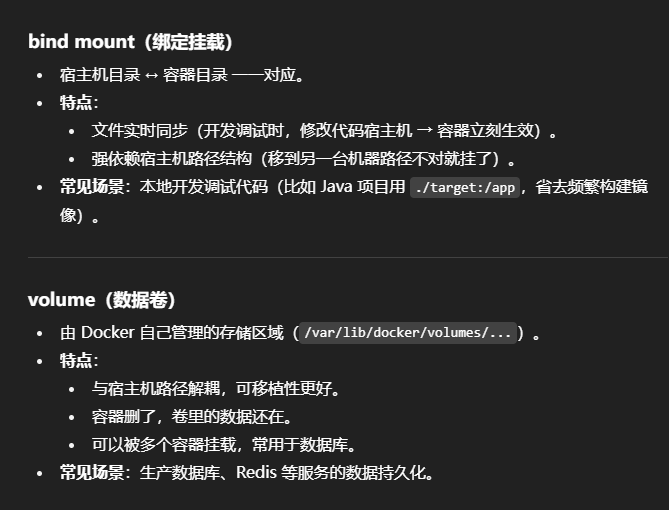 bind mount（绑定挂载）
• 宿主机目录 ↔ 容器目录 一一对应。
• 特点：
• 文件实时同步（开发调试时，修改代码宿主机 → 容器立刻生效）。
• 强依赖宿主机路径结构（移到另一台机器路径不对就挂了）。
• 常见场景：本地开发调试代码（比如 Java 项目用 ./target:/app，省去频繁构建镜
像）。
volume（数据卷）
• 由 Docker 自己管理的存储区域（/var/lib/docker/volumes/...）。
• 特点：
• 与宿主机路径解耦，可移植性更好。
• 容器删了，卷里的数据还在。
• 可以被多个容器挂载，常用于数据库。
• 常见场景：生产数据库、Redis 等服务的数据持久化。